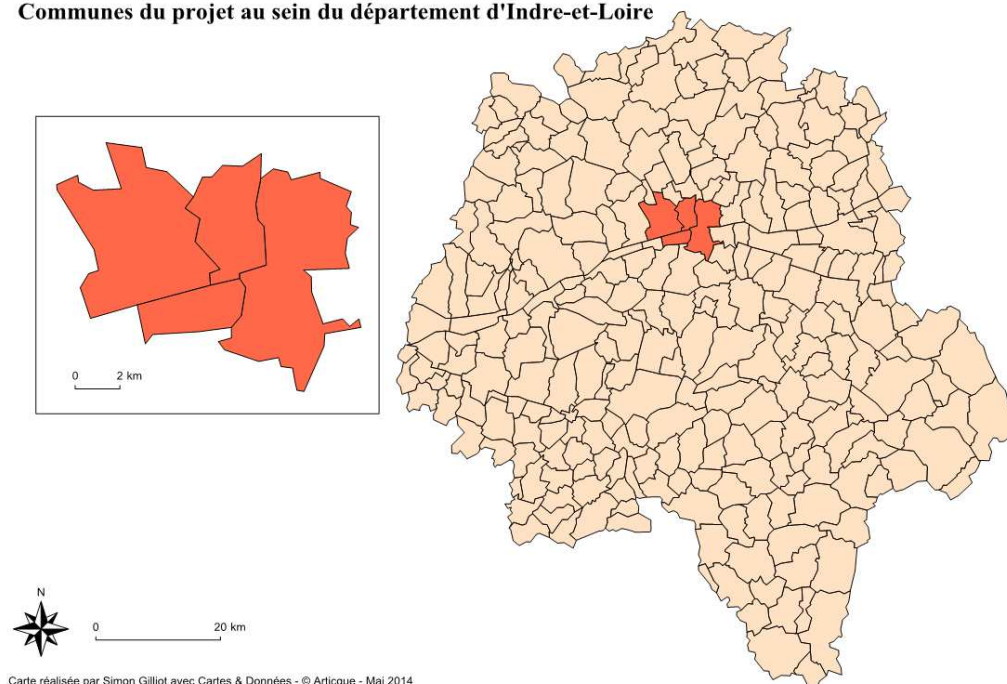 Communes du projet au sein du département d'Indre-et-Loire
0 2 km
N
0 20 km
Carte réalisée par Simon Gilliot avec Cartes & Données - © Articque - Mai 2014